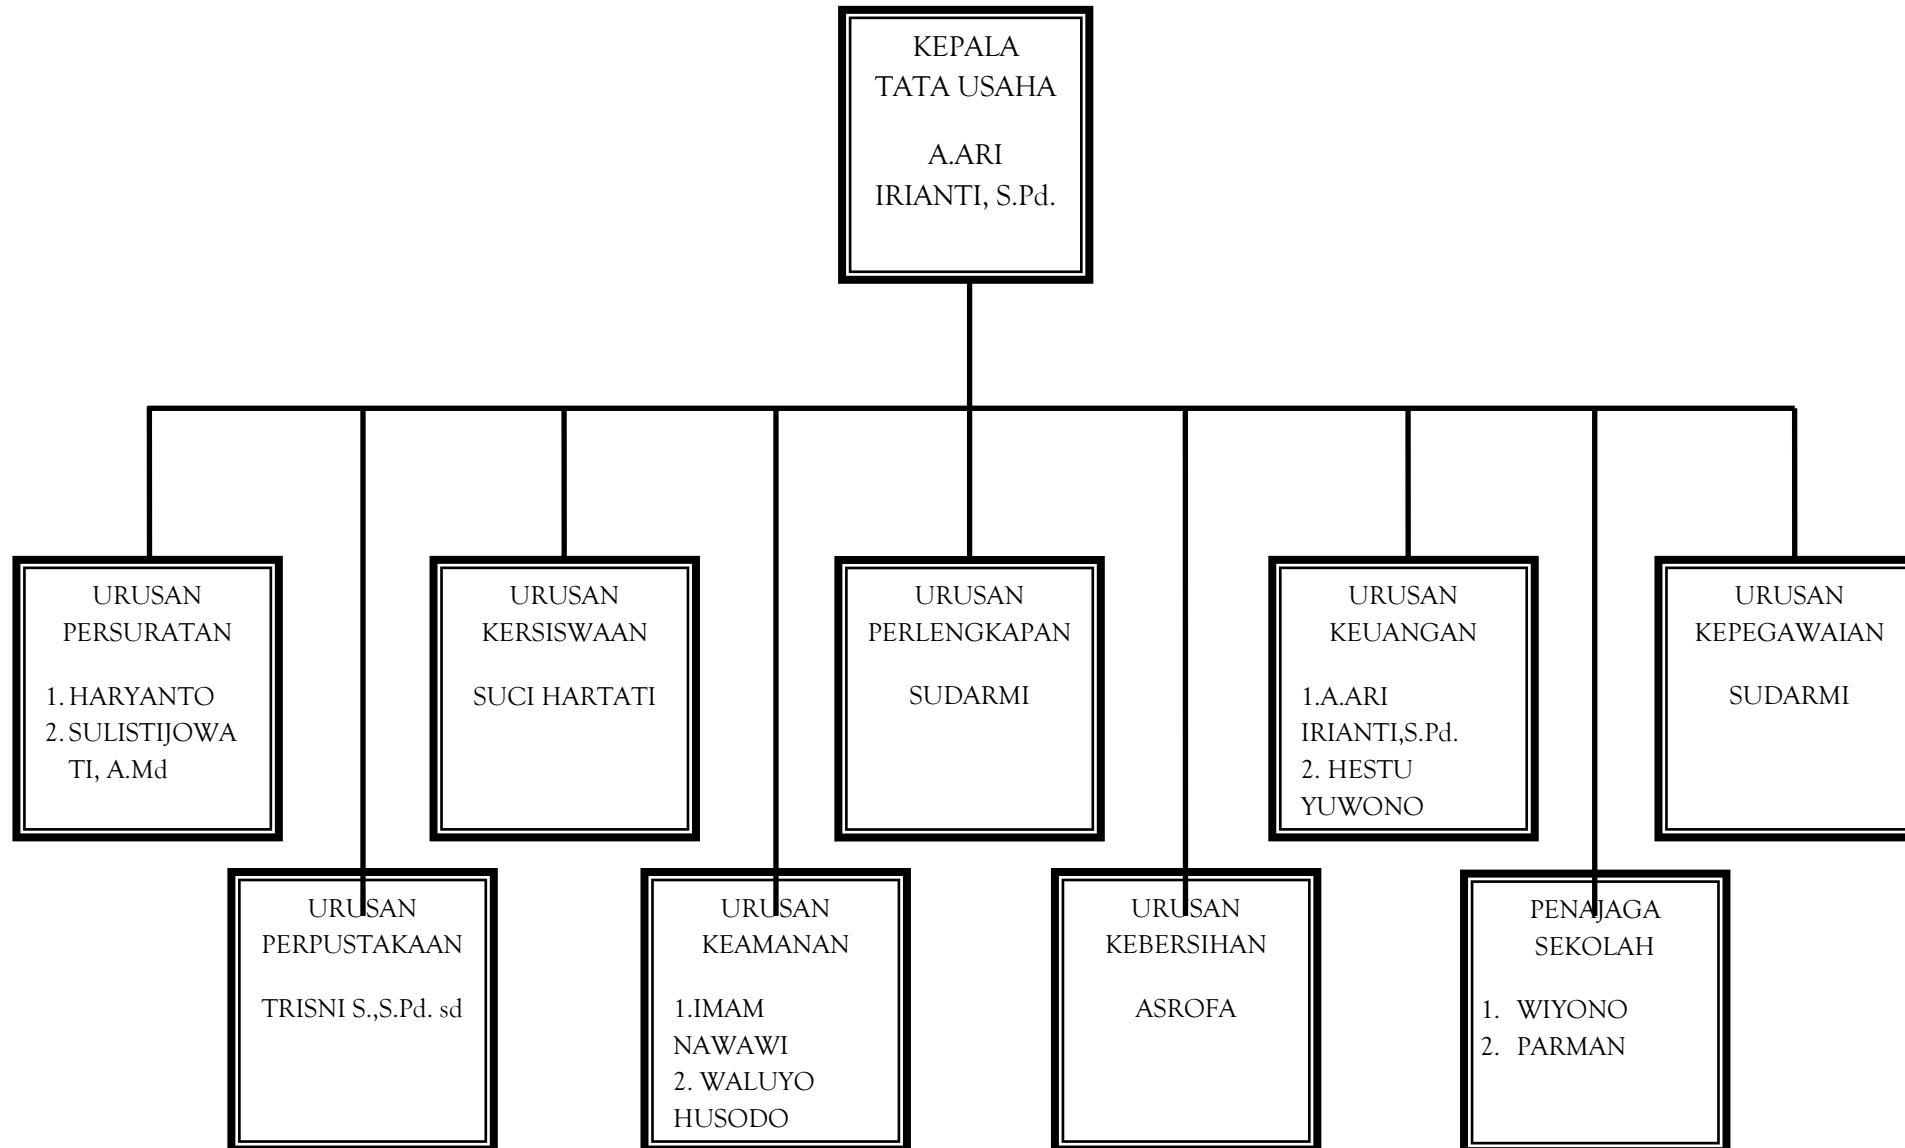 KEPALA
TATA USAHA
A.ARI
IRIANTI, S.Pd.
URUSAN
PERSURATAN
1. HARYANTO
2. SULISTIJOWA
TI, A.Md
URUSAN
KERSISWAAN
SUCI HARTATI
URUSAN
PERLENGKAPAN
SUDARMI
URUSAN
KEUANGAN
1.A.ARI
IRIANTI,S.Pd.
2. HESTU
YUWONO
URUSAN
KEPEGAWAIAN
SUDARMI
URUSAN
PERPUSTAKAAN
TRISNI S.,S.Pd. sd
URUSAN
KEAMANAN
1.IMAM
NAWAWI
2. WALUYO
HUSODO
URUSAN
KEBERSIHAN
ASROFA
PENAJAGA
SEKOLAH
1. WIYONO
2. PARMAN